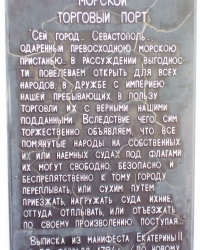 МОРСКОЙ
ТОРГОВЫЙ ПОРТ
"Сей город Севастополь
одаренный превосходною морскою
пристанью, в рассуждении выгодности
повелеваем открыть для всех
народов, в дружбе с империею
нашей пребывающих в пользу
торговли их с верными нашими
подданными Вследствие чего, сим
торжественно объявляем, что все
помянутые народы на собственных
их или наемных судах под флагами
их могут свободно, безопасно и
беспрепятственно к тому городу
переплывать, или сухим путем
приезжать, нагружать суда ихние,
оттуда отплывать, или отъезжать
по своему произволению поступая..."
Выписка из манифеста Екатерины II